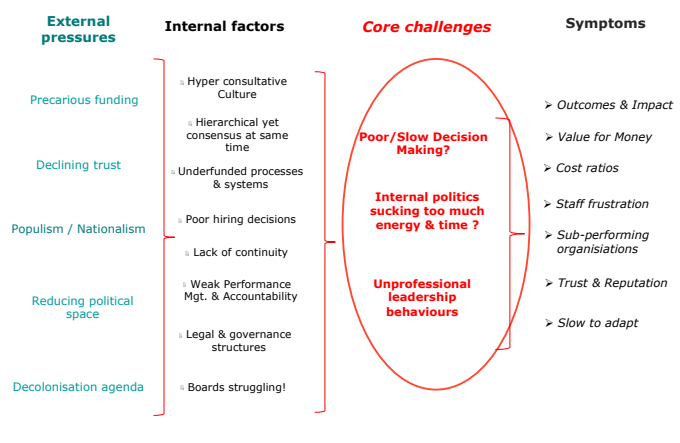 External
pressures
Precarious funding
Declining trust
Populism / Nationalism
Reducing political
space
Decolonisation agenda
Internal factors
Hyper consultative
Culture
Hierarchical yet
consensus at same
time
Underfunded processes
& systems
Poor hiring decisions
Lack of continuity
Weak Performance
Mgt. & Accountability
Legal & governance
structures
Boards struggling!
Core challenges
Poor/Slow Decision
Making?
Internal politics
sucking too much
energy & time ?
Unprofessional
leadership
behaviours
Symptoms
➢ Outcomes & Impact
➢ Value for Money
➢ Cost ratios
➢ Staff frustration
➢ Sub-performing
organisiations
➢ Trust & Reputation
➢ Slow to adapt